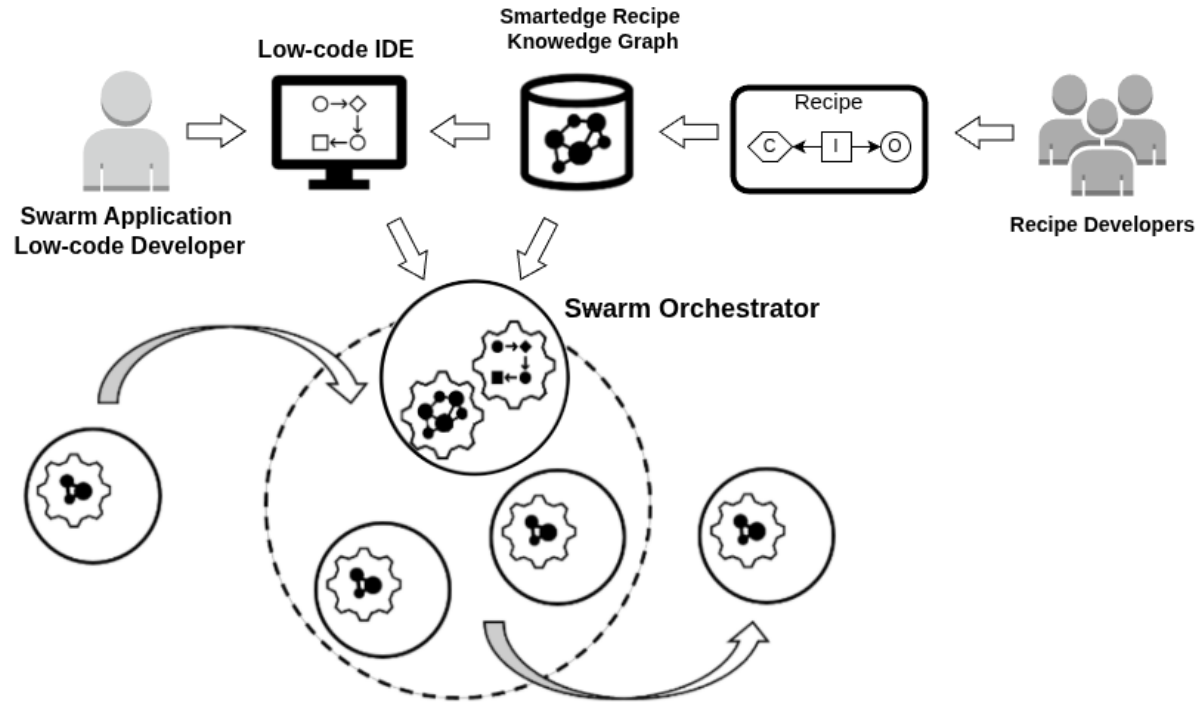 Smartedge Recipe
Knowedge Graph
Low-code IDE
Recipe
C
I
O
Swarm Application
Low-code Developer
Recipe Developers
Swarm Orchestrator